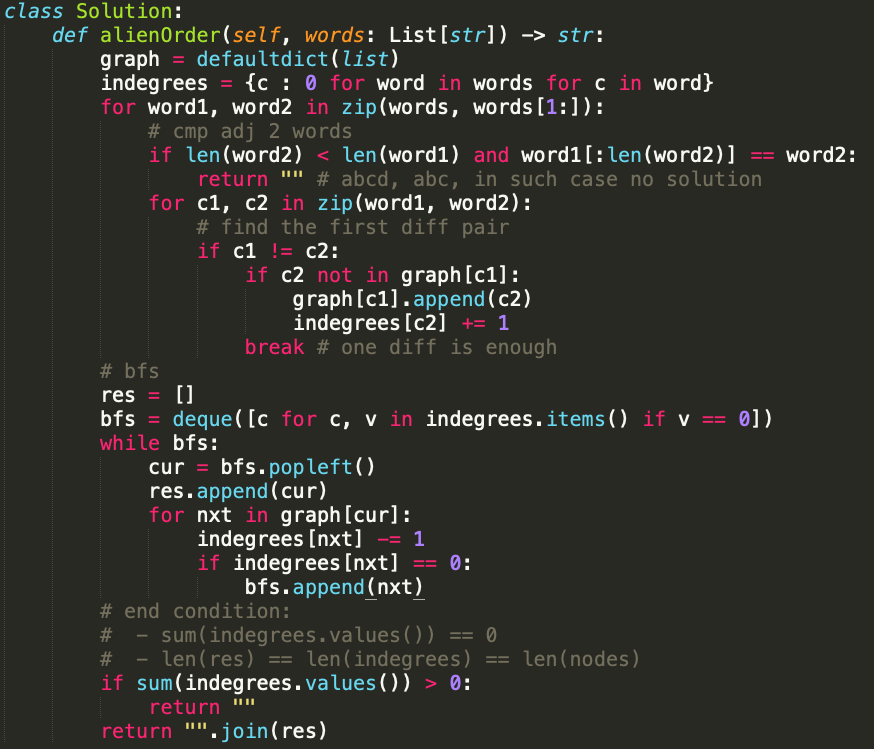 class Solution:
    def alienOrder(self, words: List[str]) -> str:
        graph = defaultdict(list)
        indegrees = {c : 0 for word in words for c in word}
        for word1, word2 in zip(words, words[1:]):
            # cmp adj 2 words
            if len(word2) < len(word1) and word1[:len(word2)] == word2:
                return "" # abcd, abc, in such case no solution
            for c1, c2 in zip(word1, word2):
                # find the first diff pair
                if c1 != c2:
                    if c2 not in graph[c1]:
                        graph[c1].append(c2)
                        indegrees[c2] += 1
                    break # one diff is enough
        # bfs
        res = []
        bfs = deque([c for c, v in indegrees.items() if v == 0])
        while bfs:
            cur = bfs.popleft()
            res.append(cur)
            for nxt in graph[cur]:
                indegrees[nxt] -= 1
                if indegrees[nxt] == 0:
                    bfs.append(nxt)
        # end condition:
        #  - sum(indegrees.values()) == 0
        #  - len(res) == len(indegrees) == len(nodes)
        if sum(indegrees.values()) > 0:
            return ""
        return "".join(res)